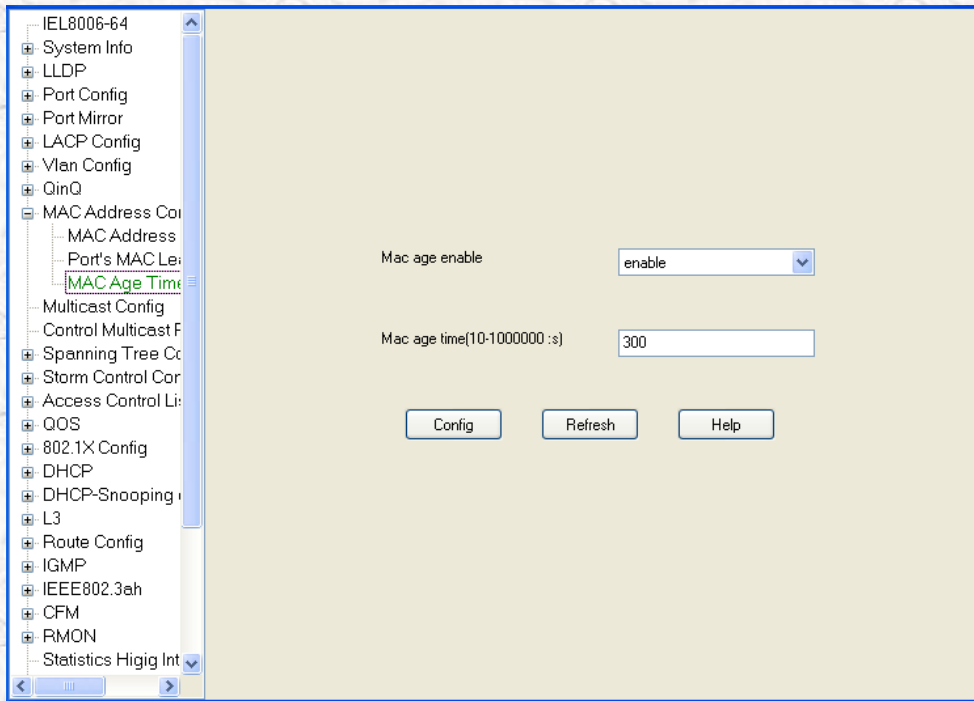 IEL8006-64
System Info
LLDP
Port Config
Port Mirror
LACP Config
Vlan Config
QinQ
MAC Address Co
MAC Address
Port's MAC Le
MAC Age Time
Multicast Config
Control Multicast
Spanning Tree Co
Storm Control Con
Access Control Li
QOS
802.1X Config
DHCP
DHCP-Snooping
L3
Route Config
IGMP
IEEE802.3ah
CFM
RMON
Statistics Higig Int
Mac age enable
enable
Mac age time(10-1000000 :s)
300
Config
Refresh
Help